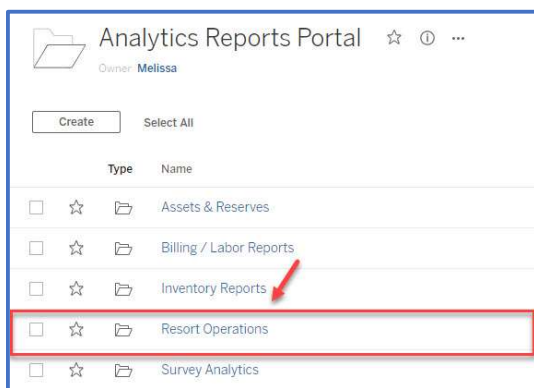 Analytics Reports Portal
Owner Melissa
Create Select All
Type Name
Assets & Reserves
Billing / Labor Reports
Inventory Reports
Resort Operations
Survey Analytics